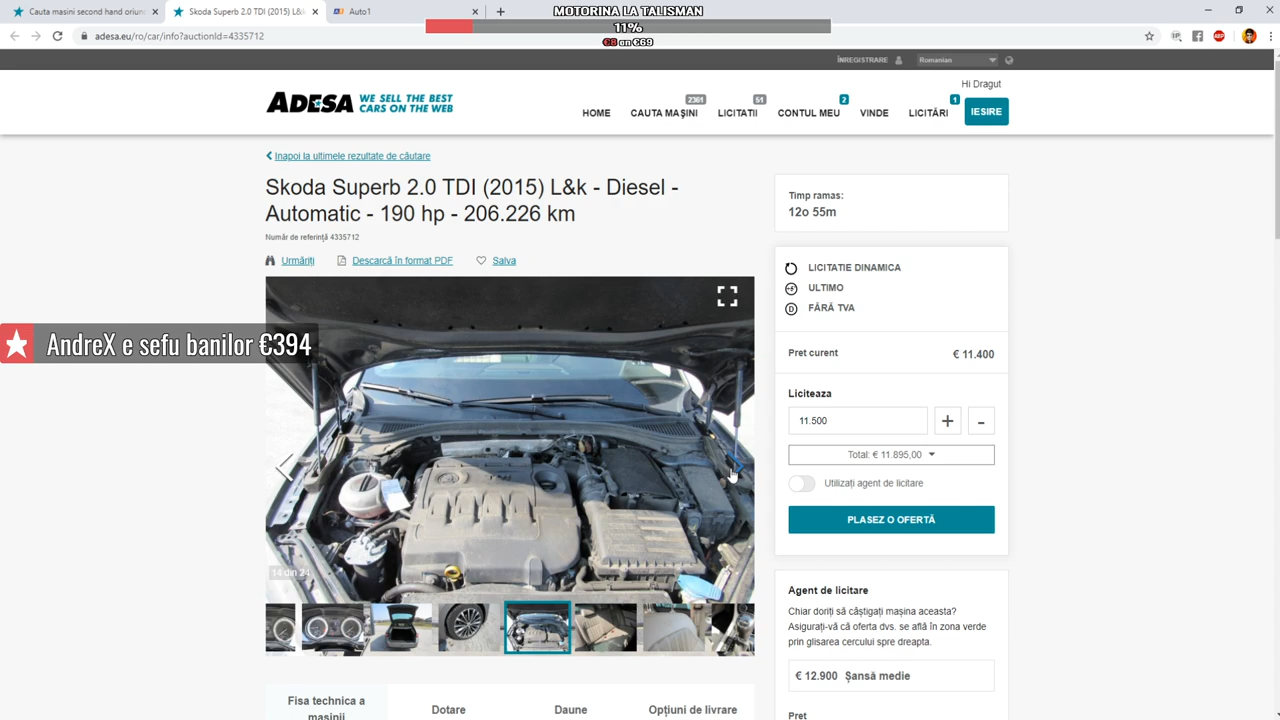 Cauta masini second hand oriunc
Skoda Superb 2.0 TDI (2015) L&k
Auto1
MOTORINA LA TALISMAN
11%
€8 an €69
adesa.eu/ro/car/info?auctionId=4335712
ÎNREGISTRARE
Romanian
Hi Dragut
ADESA
WE SELL THE BEST
CARS ON THE WEB
HOME
CAUTA MAȘINI
2361
LICITATII
51
CONTUL MEU
2
VINDE
LICITĂRI
1
IESIRE
Inapoi la ultimele rezultate de căutare
Skoda Superb 2.0 TDI (2015) L&k - Diesel -
Automatic - 190 hp - 206.226 km
Număr de referință 4335712
Urmăriți
Descarcă în format PDF
Salva
AndreX e sefu banilor €394
14 din 24
Fisa technica a
masinii
Dotare
Daune
Opțiuni de livrare
Timp ramas:
12o 55m
LICITATIE DINAMICA
ULTIMO
FĂRĂ TVA
Pret curent
€ 11.400
Liciteaza
11.500
+
-
Total: € 11.895,00
Utilizați agent de licitare
PLASEZ O OFERTĂ
Agent de licitare
Chiar doriți să câștigați mașina aceasta?
Asigurați-vă că oferta dvs. se află în zona verde
prin glisarea cercului spre dreapta.
€ 12.900 Șansă medie
Preț